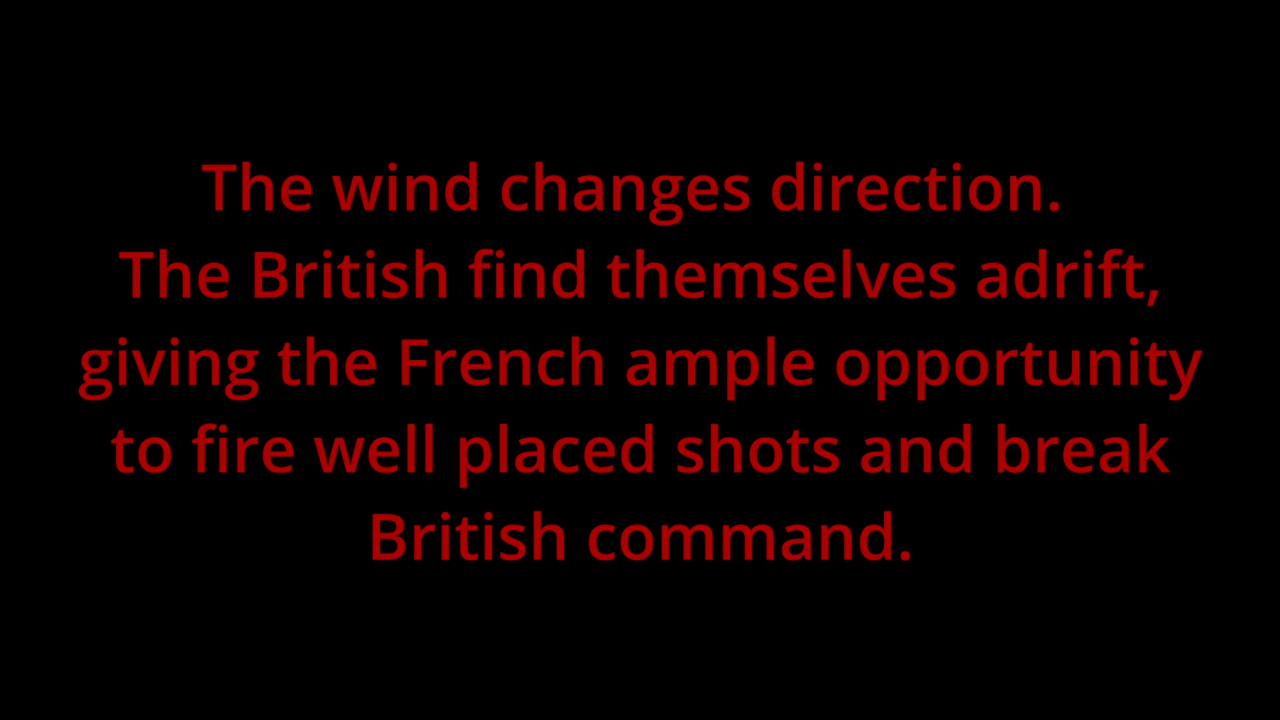 The wind changes direction.
The British find themselves adrift,
giving the French ample opportunity
to fire well placed shots and break
British command.